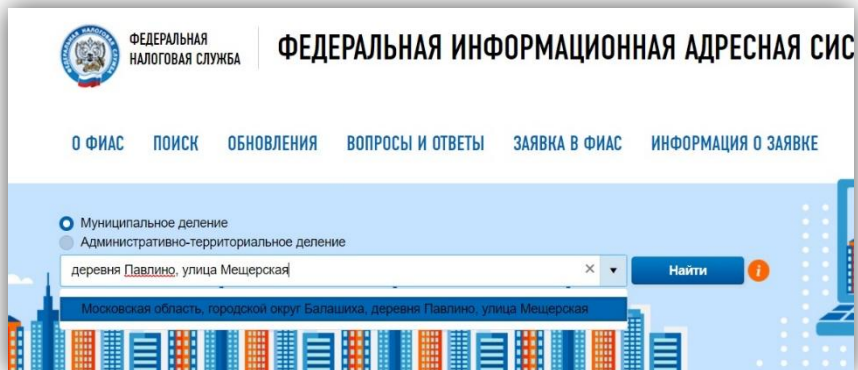 ФЕДЕРАЛЬНАЯ
НАЛОГОВАЯ СЛУЖБА
ФЕДЕРАЛЬНАЯ ИНФОРМАЦИОННАЯ АДРЕСНАЯ СИС
О ФИАС ПОИСК ОБНОВЛЕНИЯ ВОПРОСЫ И ОТВЕТЫ ЗАЯВКА В ФИАС ИНФОРМАЦИЯ О ЗАЯВКЕ
Муниципальное деление
Административно-территориальное деление
деревня Павлино, улица Мещерская
Найти
Московская область, городской округ Балашиха, деревня Павлино, улица Мещерская